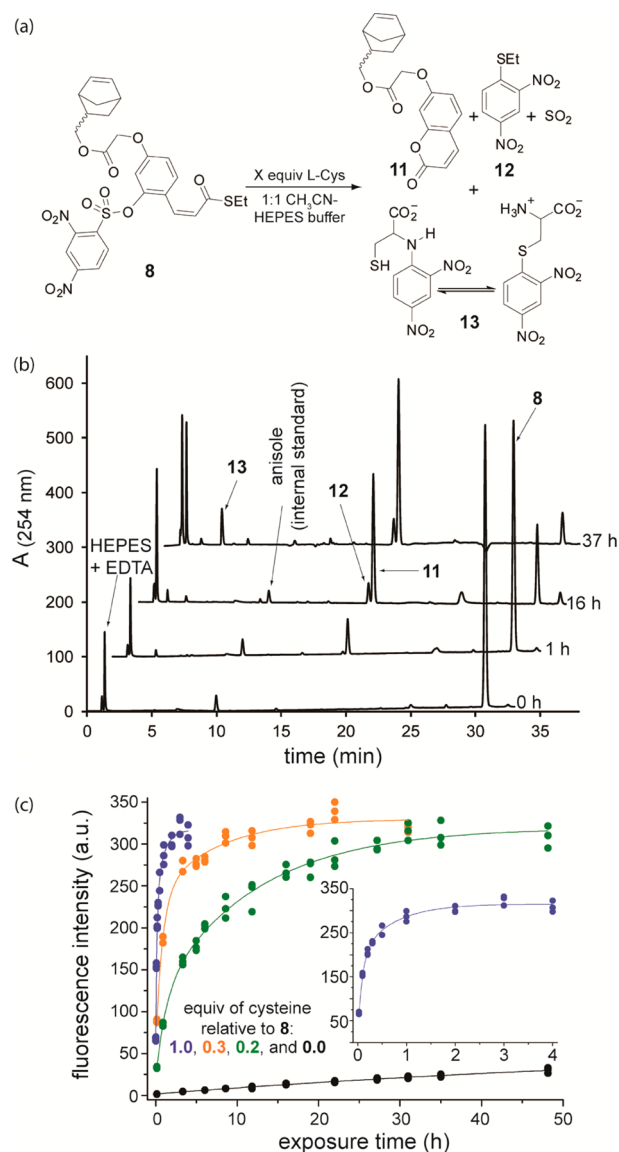 (a)
O
O
O
O
O
11
+
SEt
NO₂
NO₂
12
+ SO₂
O
O
O
O
S
O
O
SEt
NO₂
NO₂
8
X equiv L-Cys
1:1 CH₃CN-
HEPES buffer
+
CO₂⁻
N
H
SH
NO₂
NO₂
13
H₃N⁺
CO₂⁻
S
NO₂
NO₂
(b)
600
500
400
300
200
100
0
A (254 nm)
HEPES
+ EDTA
13
anisole
(internal standard)
12
11
8
37 h
16 h
1 h
0 h
0 5 10 15 20 25 30 35
time (min)
(c)
350
300
250
200
150
100
50
0
fluorescence intensity (a.u.)
equiv of cysteine
relative to 8:
1.0, 0.3, 0.2, and 0.0
350
250
150
50
0 1 2 3 4
0 10 20 30 40 50
exposure time (h)